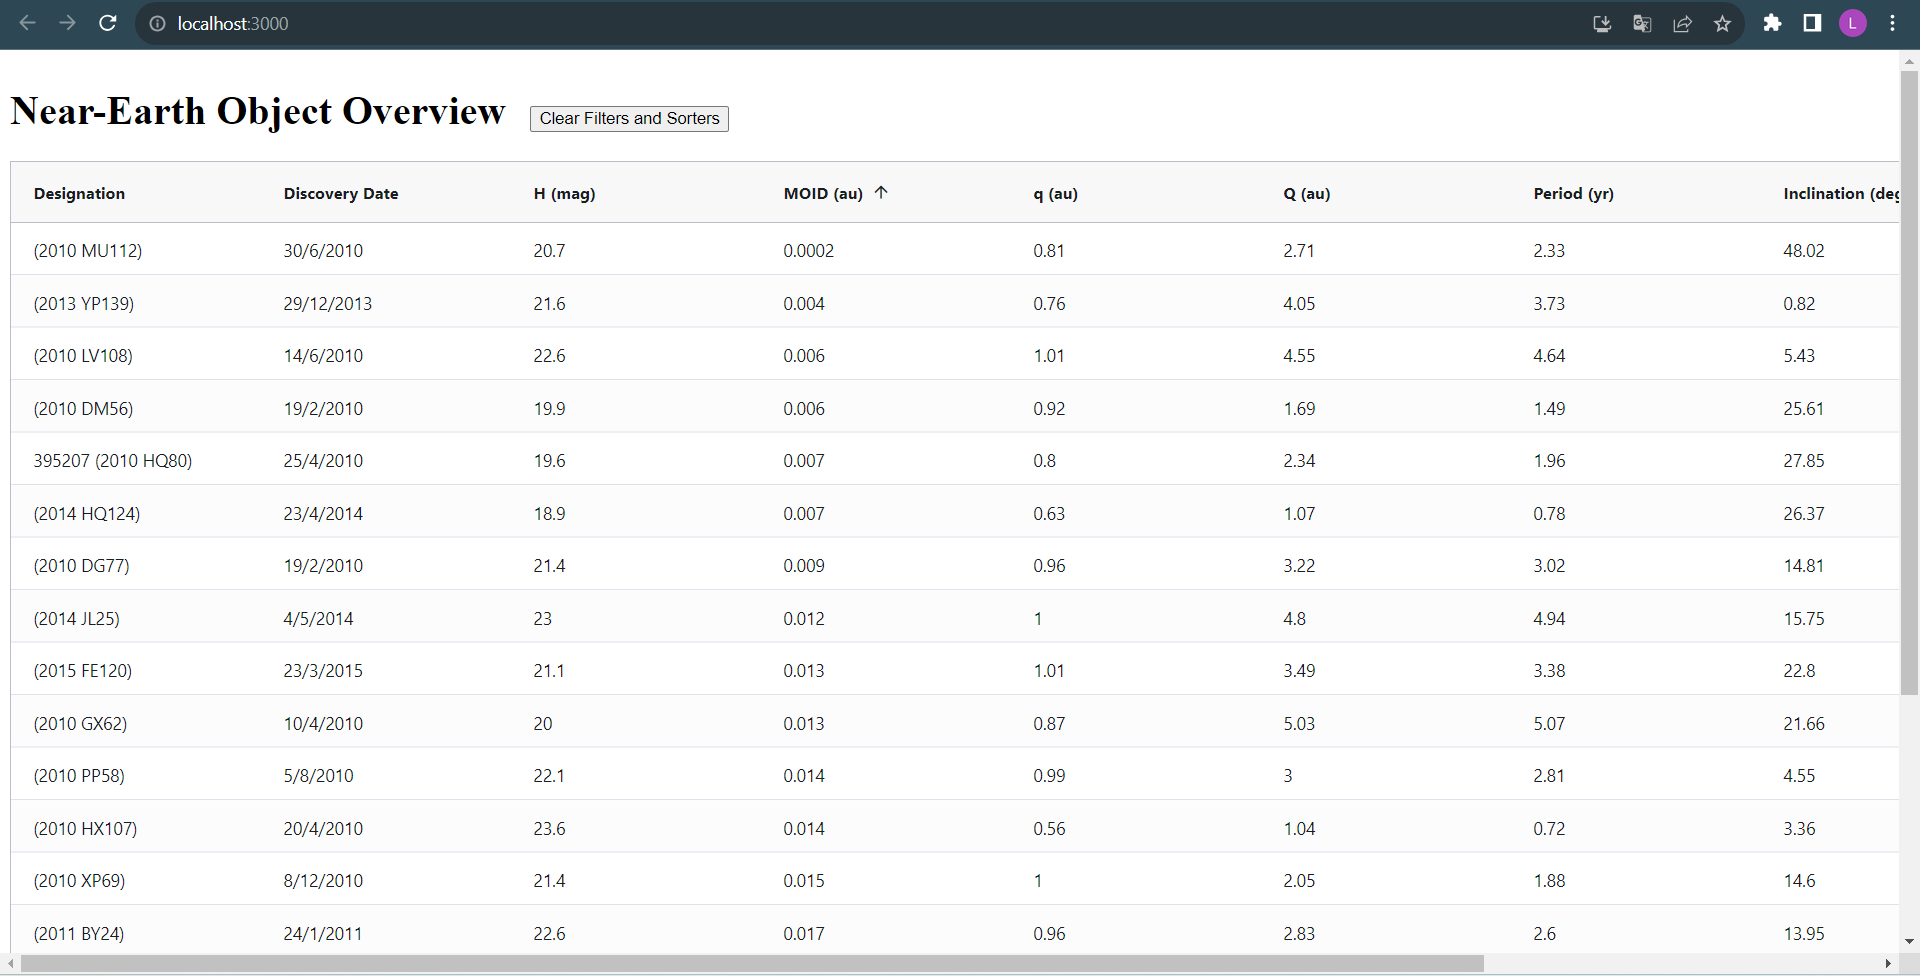 localhost:3000
L
Near-Earth Object Overview Clear Filters and Sorters
Designation Discovery Date H (mag) MOID (au) ↑ q (au) Q (au) Period (yr) Inclination (deg
(2010 MU112) 30/6/2010 20.7 0.0002 0.81 2.71 2.33 48.02
(2013 YP139) 29/12/2013 21.6 0.004 0.76 4.05 3.73 0.82
(2010 LV108) 14/6/2010 22.6 0.006 1.01 4.55 4.64 5.43
(2010 DM56) 19/2/2010 19.9 0.006 0.92 1.69 1.49 25.61
395207 (2010 HQ80) 25/4/2010 19.6 0.007 0.8 2.34 1.96 27.85
(2014 HQ124) 23/4/2014 18.9 0.007 0.63 1.07 0.78 26.37
(2010 DG77) 19/2/2010 21.4 0.009 0.96 3.22 3.02 14.81
(2014 JL25) 4/5/2014 23 0.012 1 4.8 4.94 15.75
(2015 FE120) 23/3/2015 21.1 0.013 1.01 3.49 3.38 22.8
(2010 GX62) 10/4/2010 20 0.013 0.87 5.03 5.07 21.66
(2010 PP58) 5/8/2010 22.1 0.014 0.99 3 2.81 4.55
(2010 HX107) 20/4/2010 23.6 0.014 0.56 1.04 0.72 3.36
(2010 XP69) 8/12/2010 21.4 0.015 1 2.05 1.88 14.6
(2011 BY24) 24/1/2011 22.6 0.017 0.96 2.83 2.6 13.95